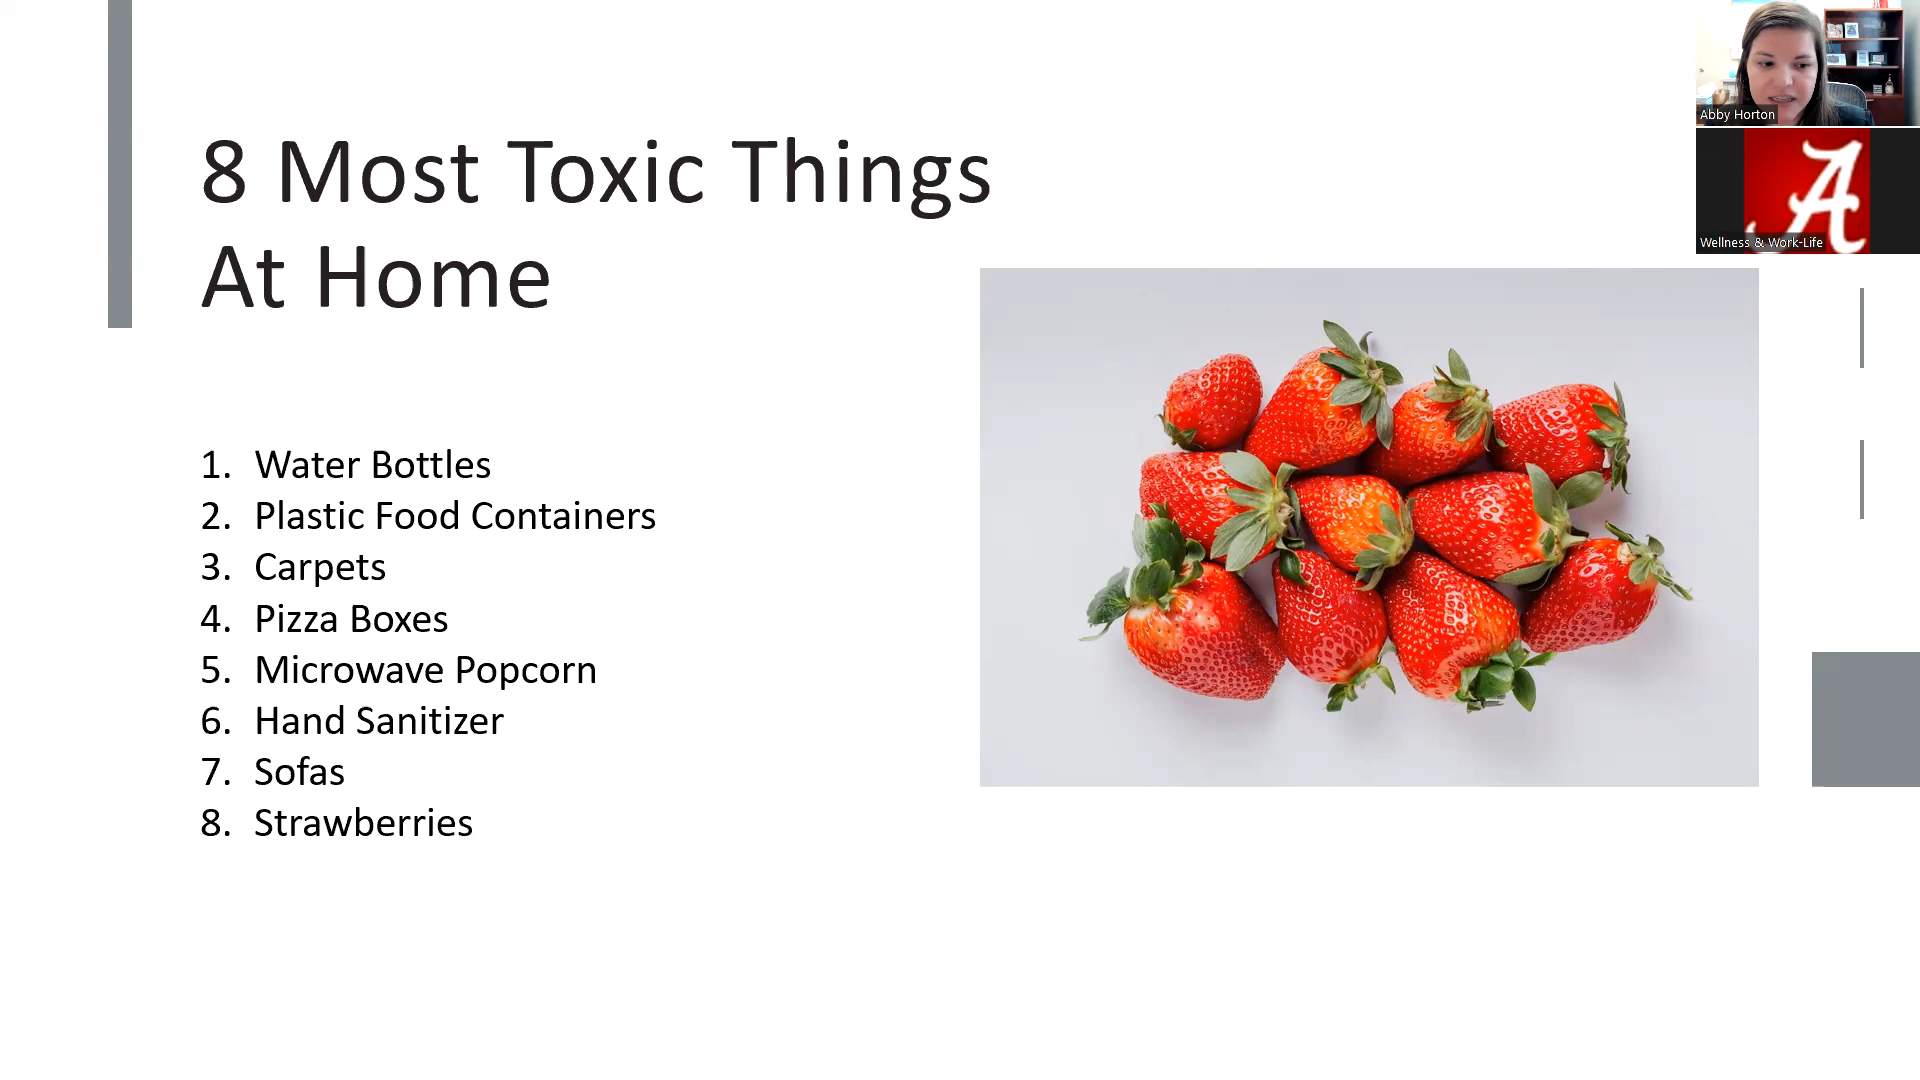 8 Most Toxic Things
At Home
1. Water Bottles
2. Plastic Food Containers
3. Carpets
4. Pizza Boxes
5. Microwave Popcorn
6. Hand Sanitizer
7. Sofas
8. Strawberries
Abby Horton
A
Wellness & Work-Life